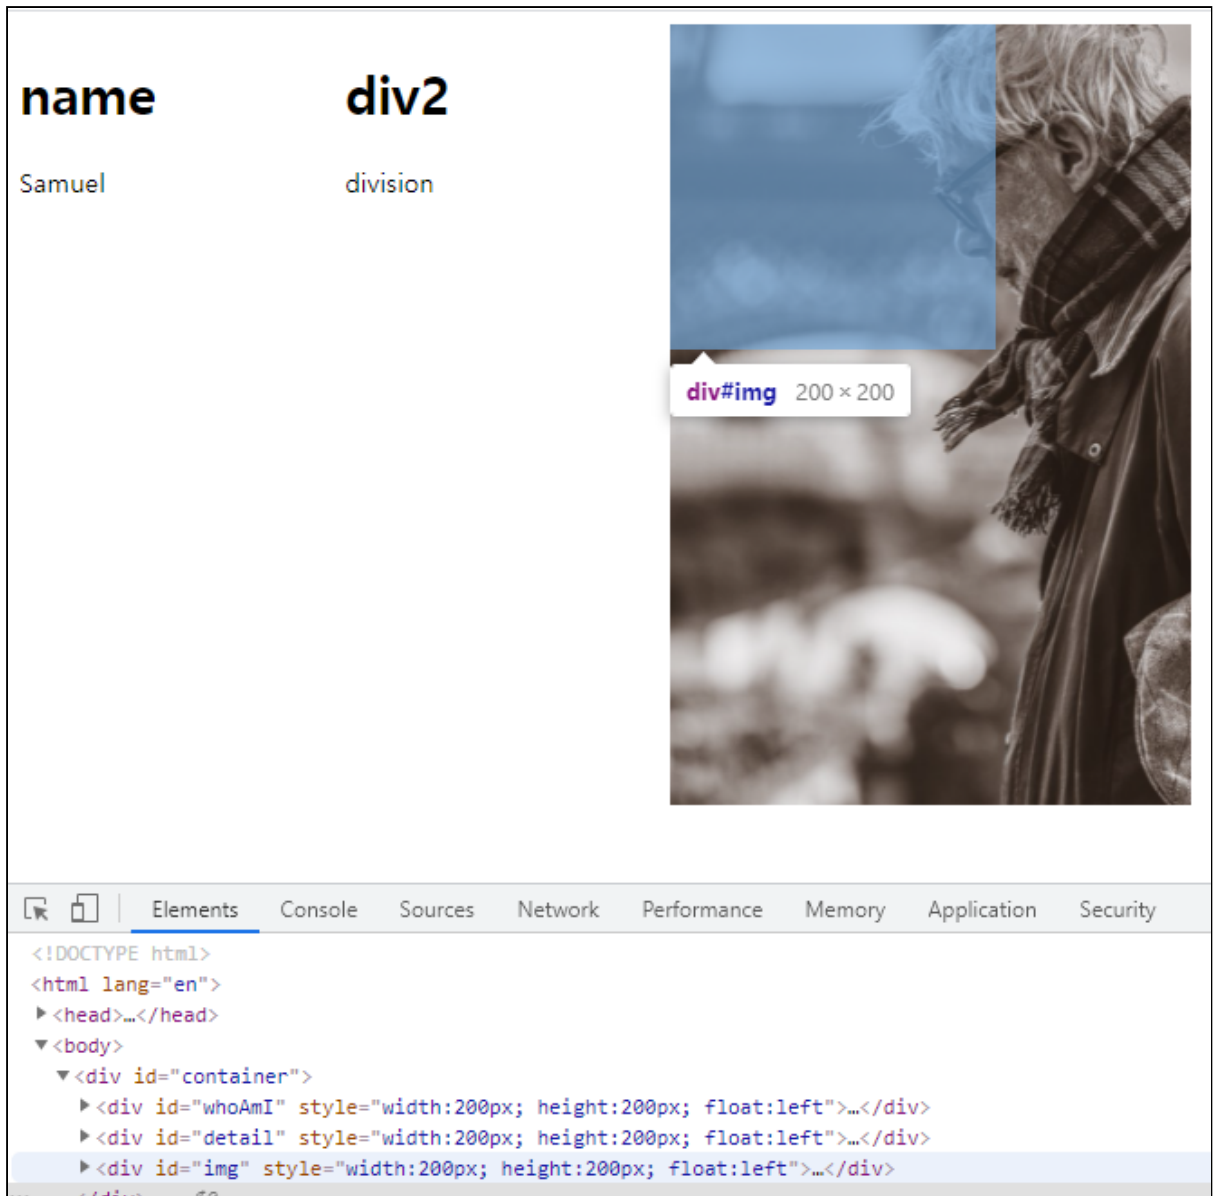 name div2
Samuel division
div#img 200 × 200
Elements Console Sources Network Performance Memory Application Security
<!DOCTYPE html>
<html lang="en">
<head>…</head>
<body>
<div id="container">
<div id="whoAmI" style="width:200px; height:200px; float:left">…</div>
<div id="detail" style="width:200px; height:200px; float:left">…</div>
<div id="img" style="width:200px; height:200px; float:left">…</div>